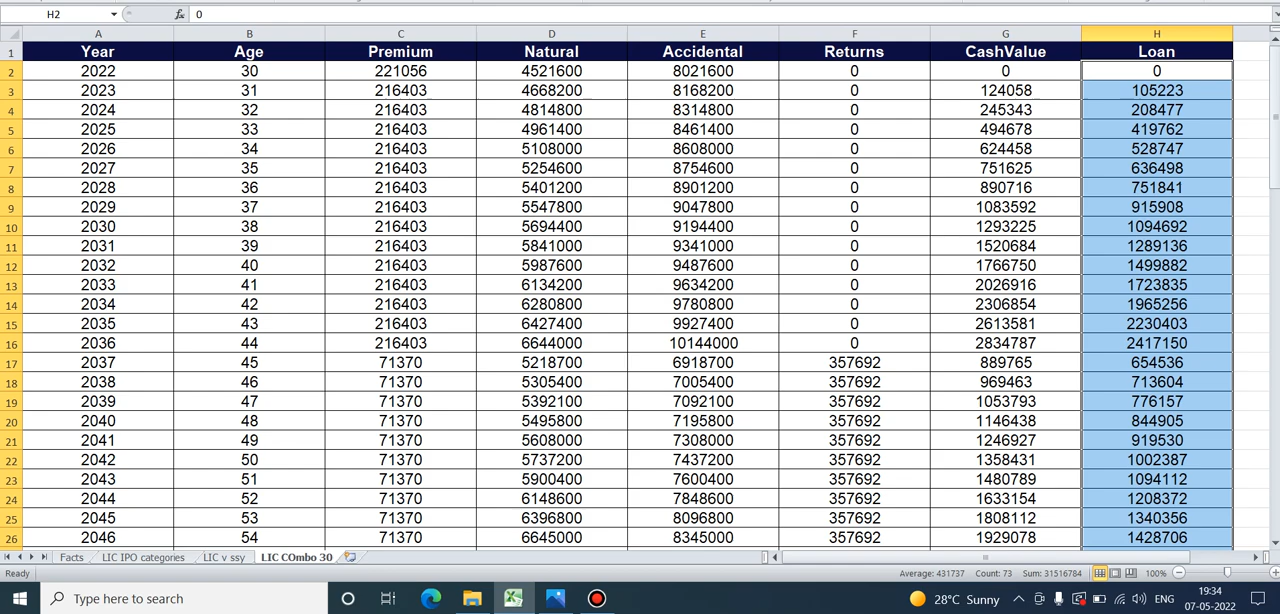 H2 fx 0
A B C D E F G H
1 Year Age Premium Natural Accidental Returns CashValue Loan
2 2022 30 221056 4521600 8021600 0 0 0
3 2023 31 216403 4668200 8168200 0 124058 105223
4 2024 32 216403 4814800 8314800 0 245343 208477
5 2025 33 216403 4961400 8461400 0 494678 419762
6 2026 34 216403 5108000 8608000 0 624458 528747
7 2027 35 216403 5254600 8754600 0 751625 636498
8 2028 36 216403 5401200 8901200 0 890716 751841
9 2029 37 216403 5547800 9047800 0 1083592 915908
10 2030 38 216403 5694400 9194400 0 1293225 1094692
11 2031 39 216403 5841000 9341000 0 1520684 1289136
12 2032 40 216403 5987600 9487600 0 1766750 1499882
13 2033 41 216403 6134200 9634200 0 2026916 1723835
14 2034 42 216403 6280800 9780800 0 2306854 1965256
15 2035 43 216403 6427400 9927400 0 2613581 2230403
16 2036 44 216403 6644000 10144000 0 2834787 2417150
17 2037 45 71370 5218700 6918700 357692 889765 654536
18 2038 46 71370 5305400 7005400 357692 969463 713604
19 2039 47 71370 5392100 7092100 357692 1053793 776157
20 2040 48 71370 5495800 7195800 357692 1146438 844905
21 2041 49 71370 5608000 7308000 357692 1246927 919530
22 2042 50 71370 5737200 7437200 357692 1358431 1002387
23 2043 51 71370 5900400 7600400 357692 1480789 1094112
24 2044 52 71370 6148600 7848600 357692 1633154 1208372
25 2045 53 71370 6396800 8096800 357692 1808112 1340356
26 2046 54 71370 6645000 8345000 357692 1929078 1428706
Facts LIC IPO categories LIC v ssy LIC COmbo 30
Ready Average: 431737 Count: 73 Sum: 31516784 100%
Type here to search 28°C Sunny 19:34
07-05-2022